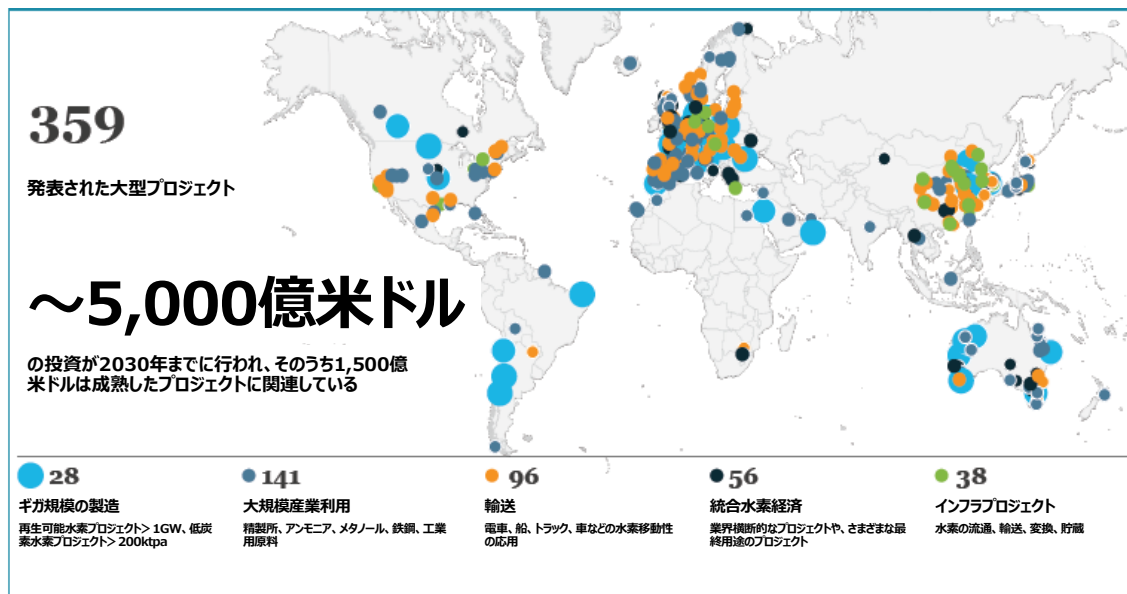 359
発表された大型プロジェクト
～5,000億米ドル
の投資が2030年までに行われ、そのうち1,500億
米ドルは成熟したプロジェクトに関連している
28
ギガ規模の製造
再生可能水素プロジェクト> 1GW、低炭
素水素プロジェクト> 200ktpa
141
大規模産業利用
精製所、アンモニア、メタノール、鉄鋼、工業
用原料
96
輸送
電車、船、トラック、車などの水素移動性
の応用
56
統合水素経済
業界横断的なプロジェクトや、さまざまな最
終用途のプロジェクト
38
インフラプロジェクト
水素の流通、輸送、変換、貯蔵